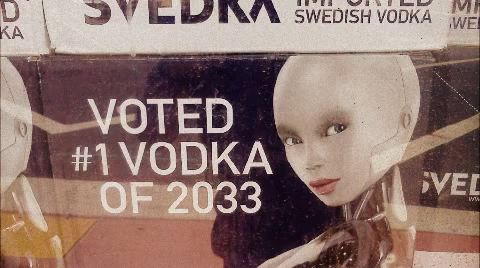 SVEDKA
IMPORTED
SWEDISH VODKA
VOTED
#1 VODKA
OF 2033
SVED